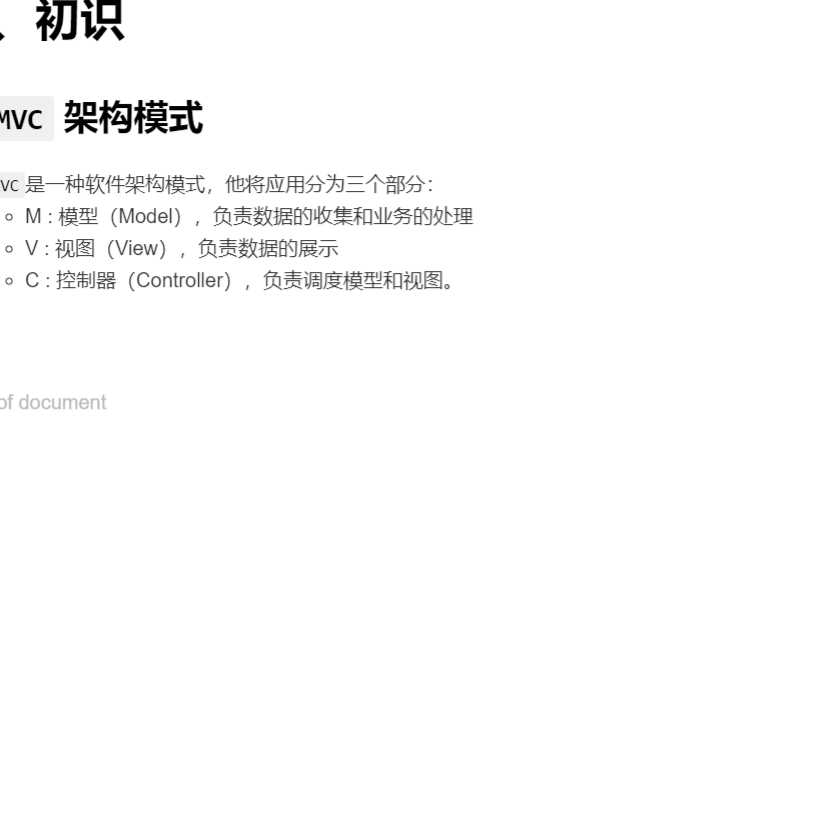 、初识
MVC 架构模式
VC 是一种软件架构模式，他将应用分为三个部分：
M : 模型（Model），负责数据的收集和业务的处理
V : 视图（View），负责数据的展示
C : 控制器（Controller），负责调度模型和视图。
of document